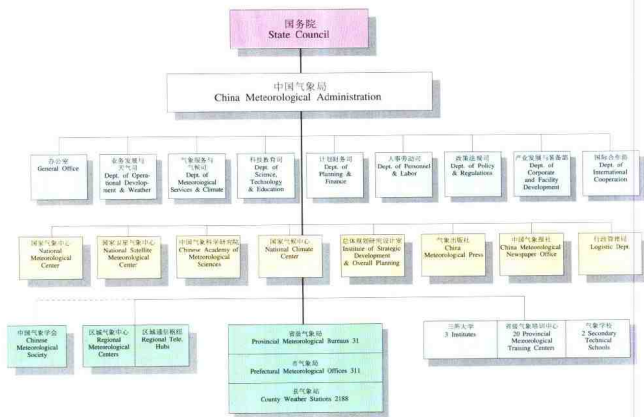 国务院
State Council
中国气象局
China Meteorological Administration
办公室
General Office
业务发展与
天气司
Dept. of Opera-
tional Develop-
ment & Weather
气象服务与
气候司
Dept. of
Meteorological
Services & Climate
科技教育司
Dept. of
Science,
Technology
& Education
计划财务司
Dept. of
Planning &
Finance
人事劳动司
Dept. of Personnel
& Labor
政策法规司
Dept. of Policy
& Regulations
产业发展与装备部
Dept. of
Corporate
and Facility
Development
国际合作部
Dept. of
International
Cooperation
国家气象中心
National
Meteorological
Center
国家卫星气象中心
National Satellite
Meteorological
Center
中国气象科学研究院
Chinese Academy
of Meteorological
Sciences
国家气候中心
National
Climate Center
总体规划研究设计室
Institute of Strategic
Development
& Overall Planning
气象出版社
China
Meteorological Press
中国气象报社
China Meteorological
Newspaper Office
行政管理局
Logistic Dept.
中国气象学会
Chinese
Meteorological
Society
区域气象中心
Regional
Meteorological
Centers
区域通信枢纽
Regional Tele.
Hubs
省级气象局
Provincial Meteorological Bureaux 31
市气象局
Prefectural Meteorological Offices 311
县气象站
County Weather Stations 2188
三所大学
3 Institutes
省级气象培训中心
20 Provincial
Meteorological
Training Centers
气象学校
2 Secondary
Technical
Schools